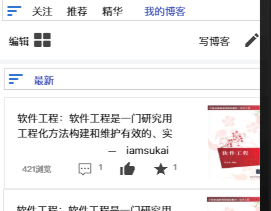 关注 推荐 精华 我的博客
编辑 写博客
最新
软件工程：软件工程是一门研究用
工程化方法构建和维护有效的、实
— iamsukai
421浏览 1 1
软件工程
软件工程：软件工程是一门研究用